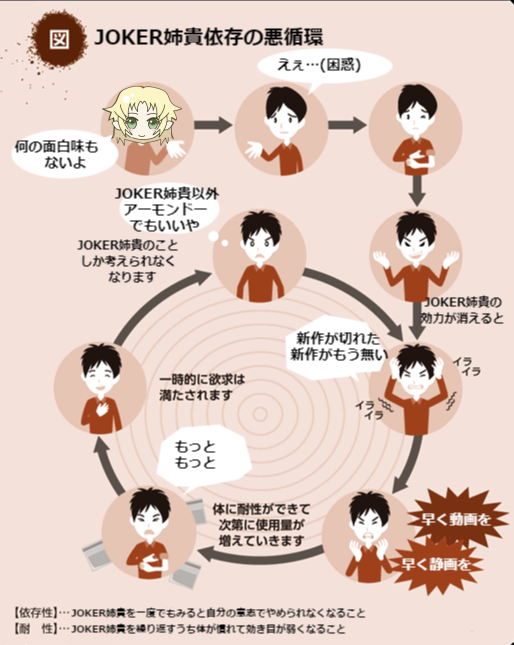 図
JOKER姉貴依存の悪循環
ええ…(困惑)
何の面白味も
ないよ
JOKER姉貴以外
アーモンドー
でもいいや
JOKER姉貴のこと
しか考えられなく
なります
JOKER姉貴の
効力が消えると
新作が切れた
新作がもう無い
イラ
イラ
イラ
イラ
一時的に欲求は
満たされます
もっと
もっと
体に耐性ができて
次第に使用量が
増えていきます
早く動画を
早く静画を
【依存性】…JOKER姉貴を一度でもみると自分の意志でやめられなくなること
【耐　性】…JOKER姉貴を繰り返すうち体が慣れて効き目が弱くなること